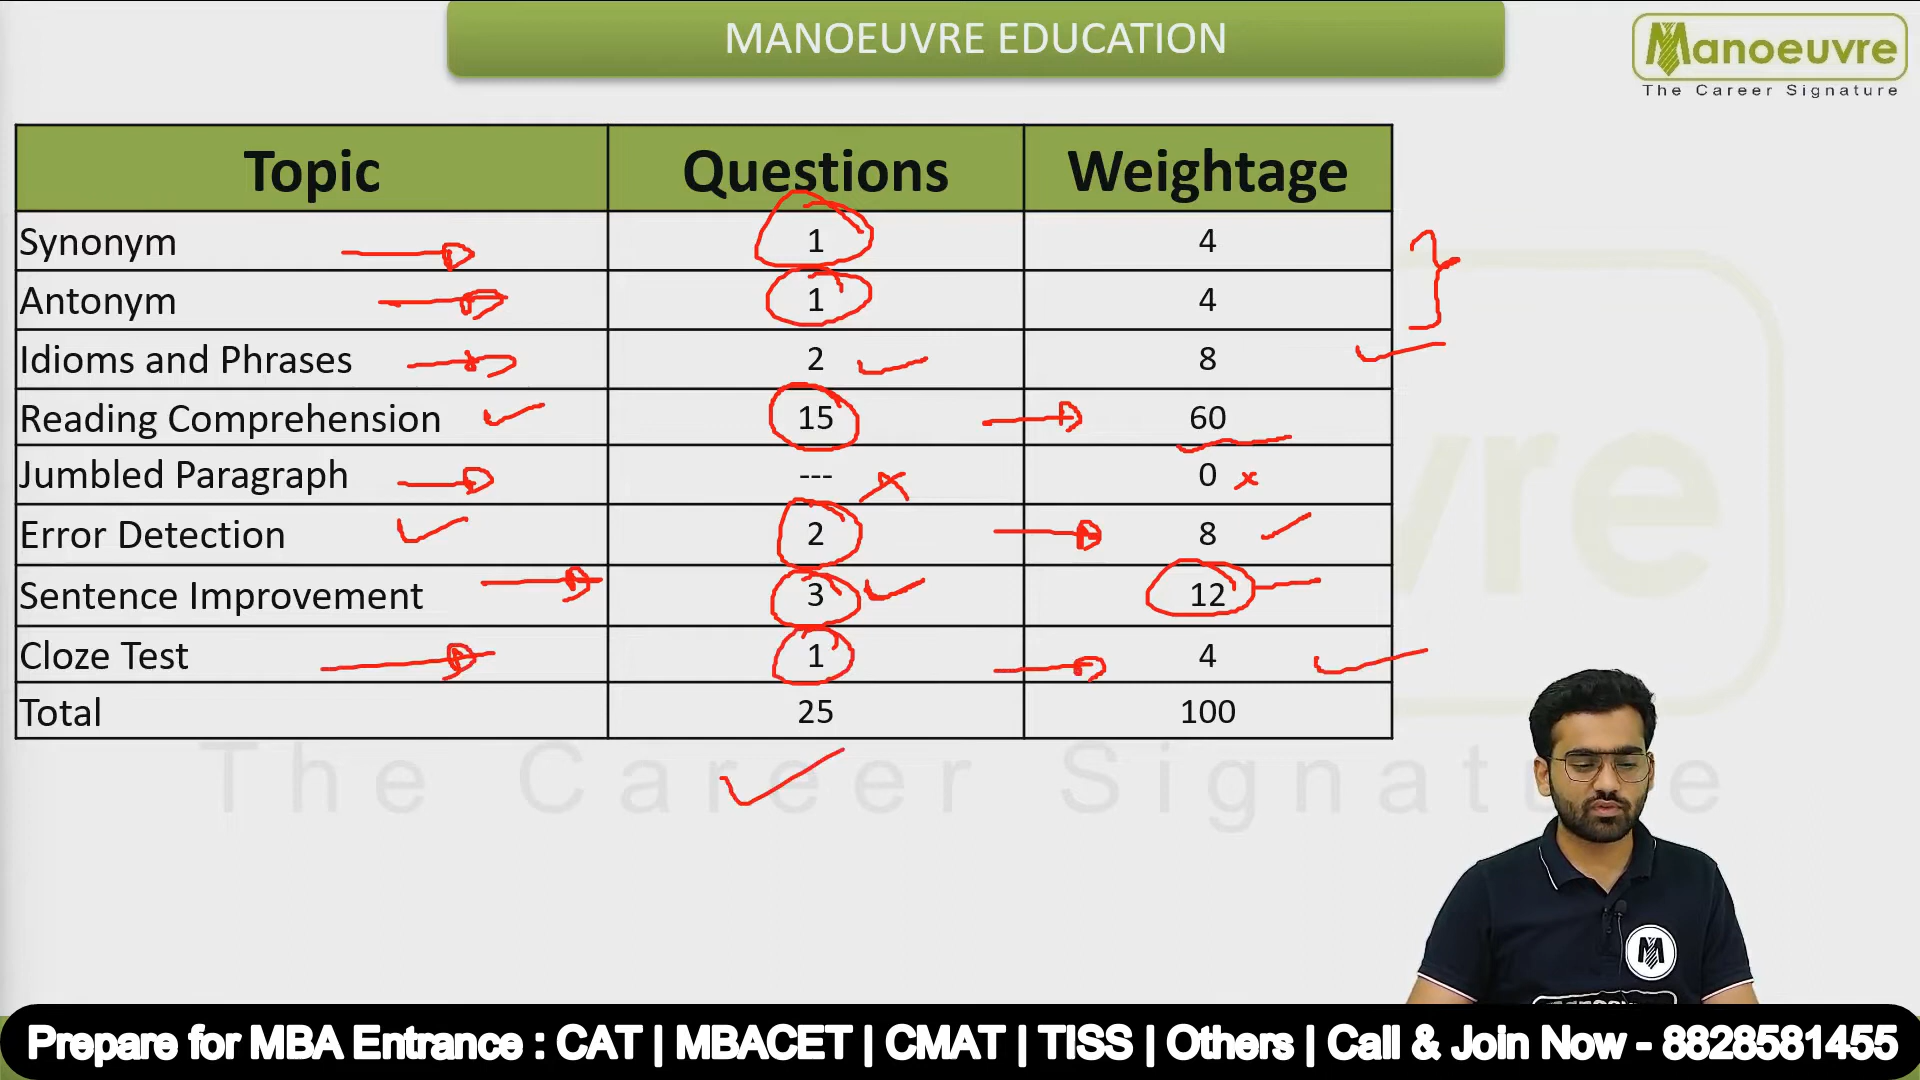 MANOEUVRE EDUCATION
Manoeuvre
The Career Signature
Topic Questions Weightage
Synonym 1 4
Antonym 1 4
Idioms and Phrases 2 8
Reading Comprehension 15 60
Jumbled Paragraph --- 0
Error Detection 2 8
Sentence Improvement 3 12
Cloze Test 1 4
Total 25 100
vre
The Career Signature
M
Prepare for MBA Entrance : CAT | MBACET | CMAT | TISS | Others | Call & Join Now - 8828581455